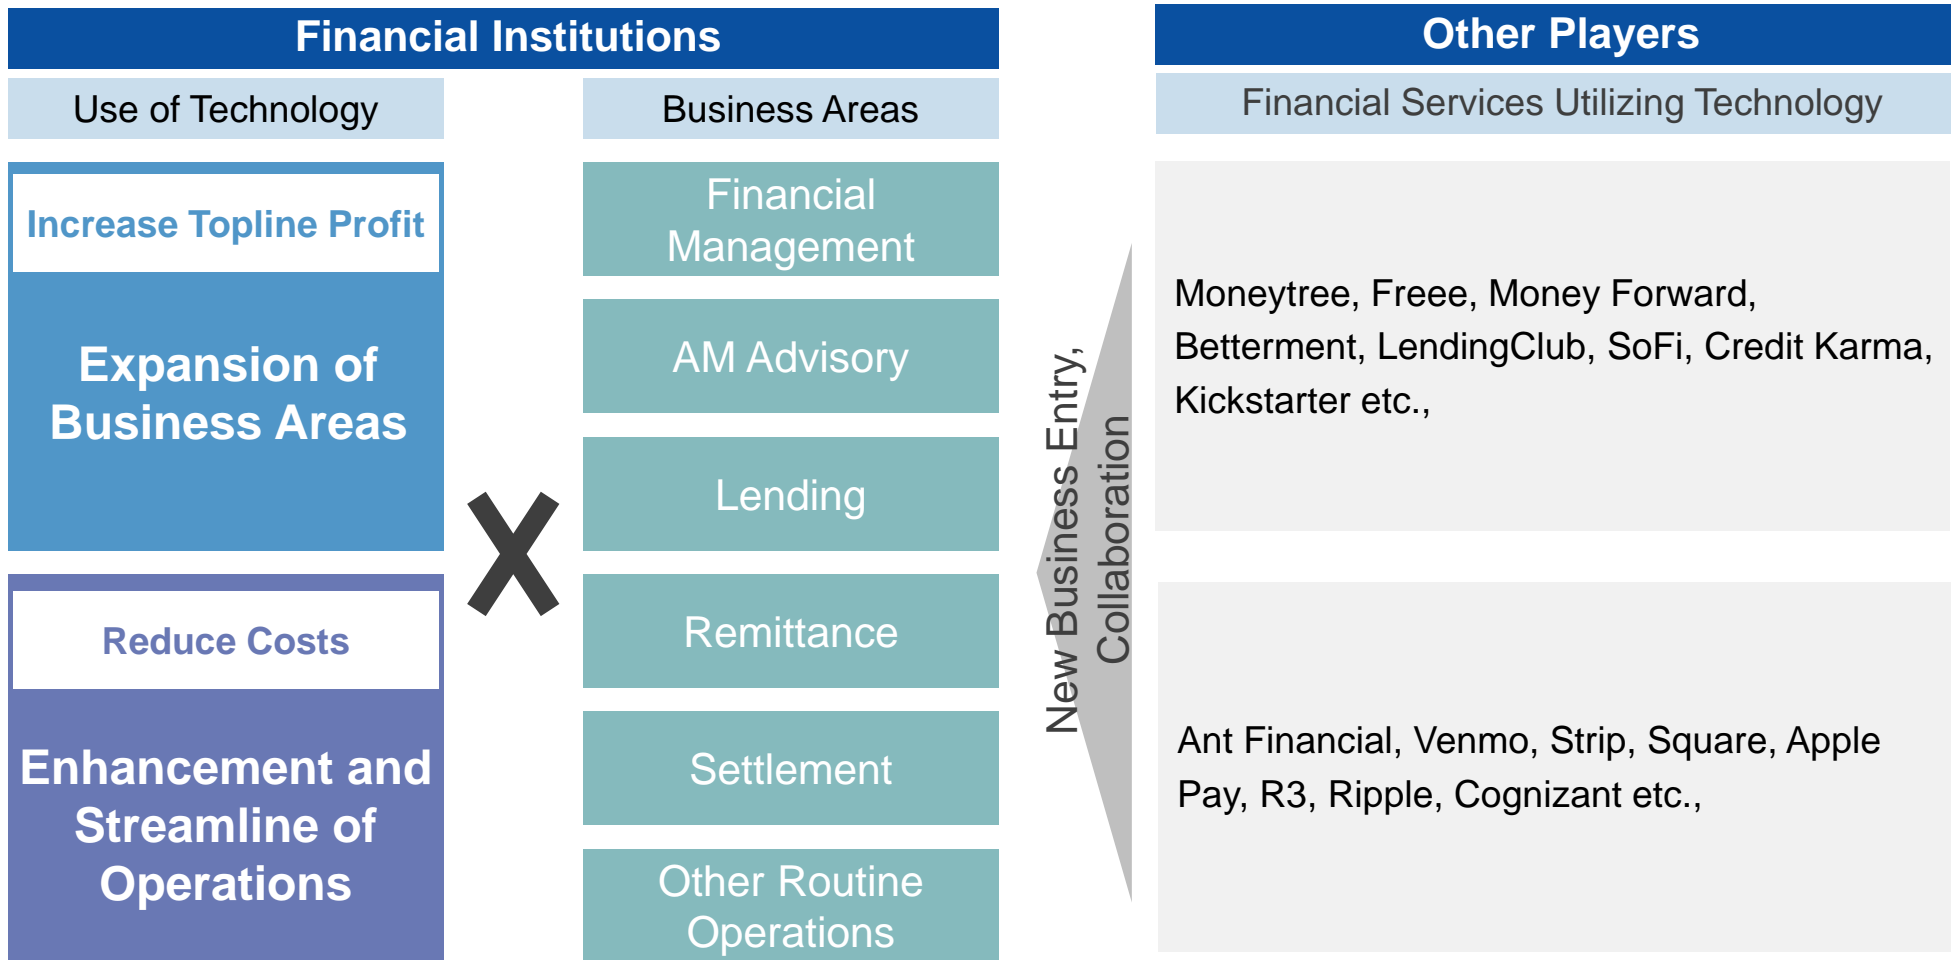 Financial Institutions
Use of Technology
Increase Topline Profit
Expansion of
Business Areas
Reduce Costs
Enhancement and
Streamline of
Operations
X
Business Areas
Financial
Management
AM Advisory
Lending
Remittance
Settlement
Other Routine
Operations
New Business Entry,
Collaboration
Other Players
Financial Services Utilizing Technology
Moneytree, Freee, Money Forward,
Betterment, LendingClub, SoFi, Credit Karma,
Kickstarter etc.,
Ant Financial, Venmo, Strip, Square, Apple
Pay, R3, Ripple, Cognizant etc.,